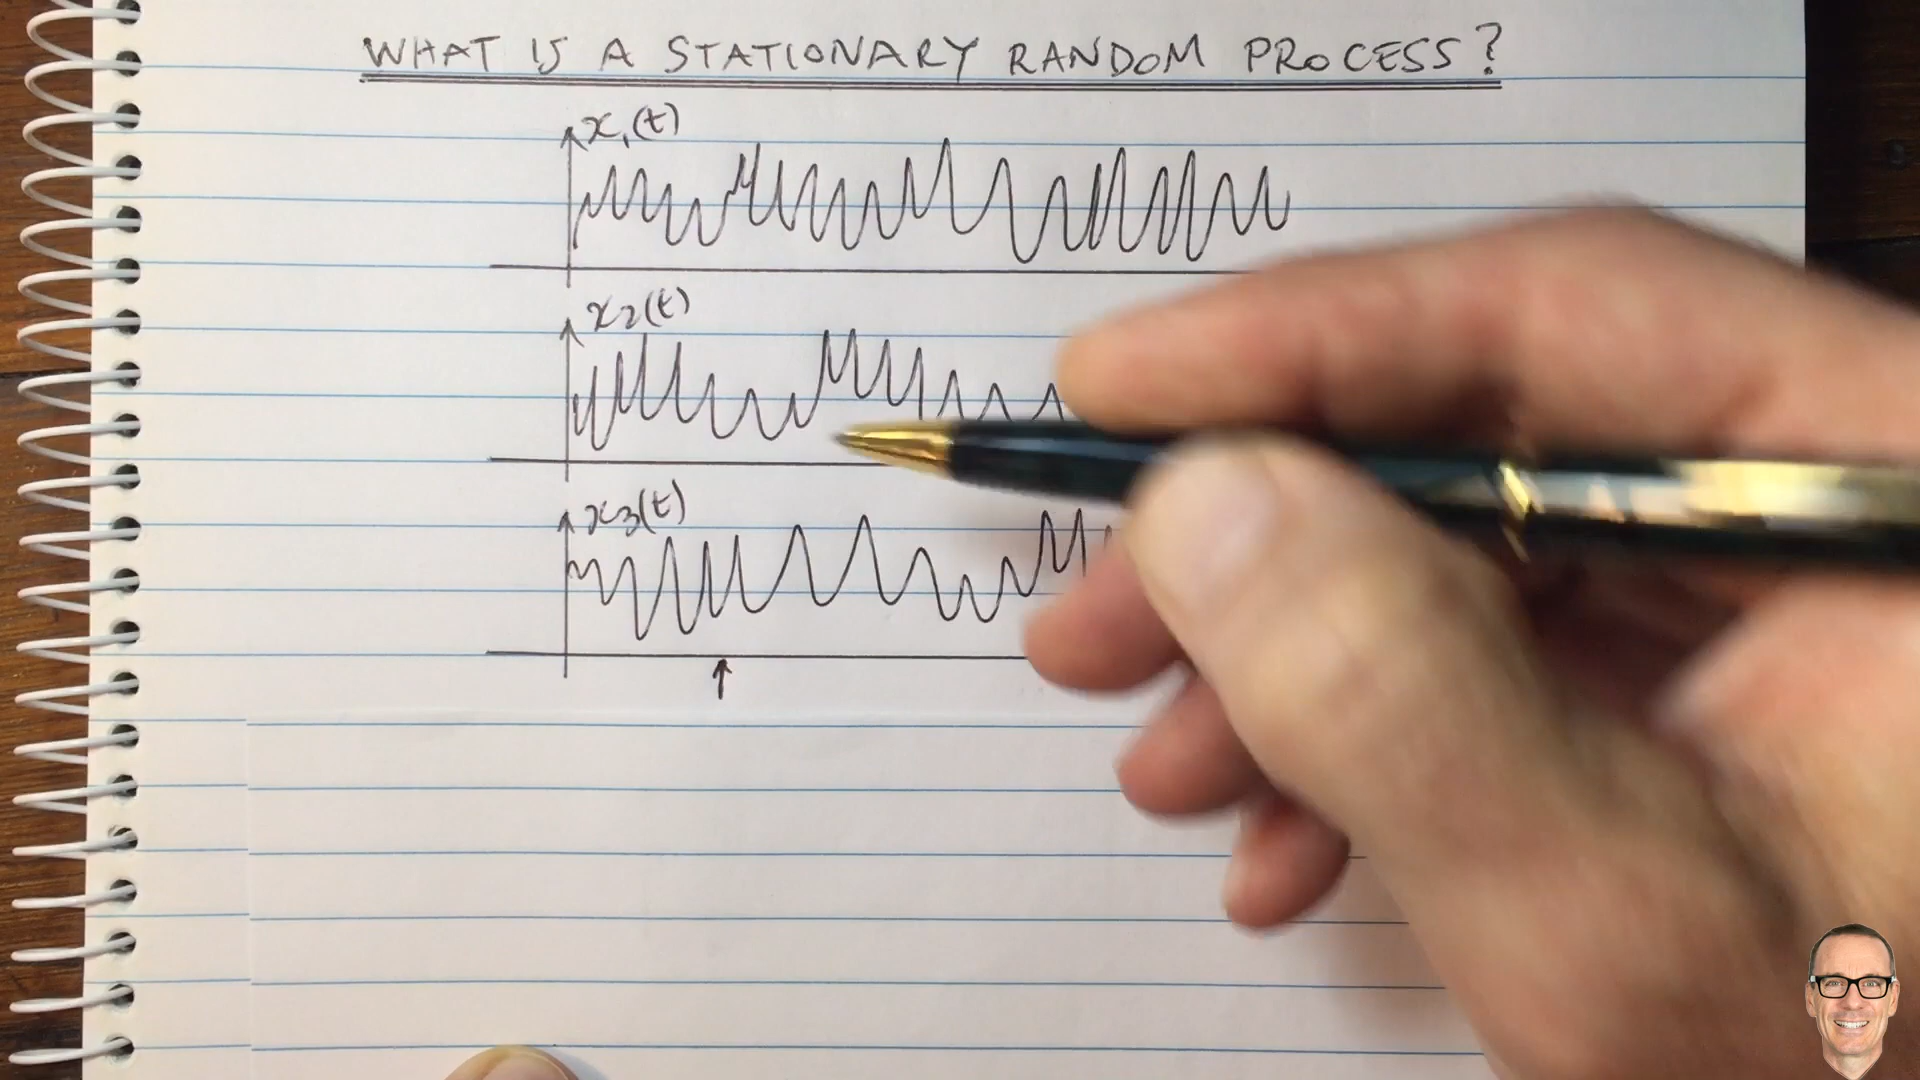 WHAT IS A STATIONARY RANDOM PROCESS?
x₁(t)
x₂(t)
x₃(t)